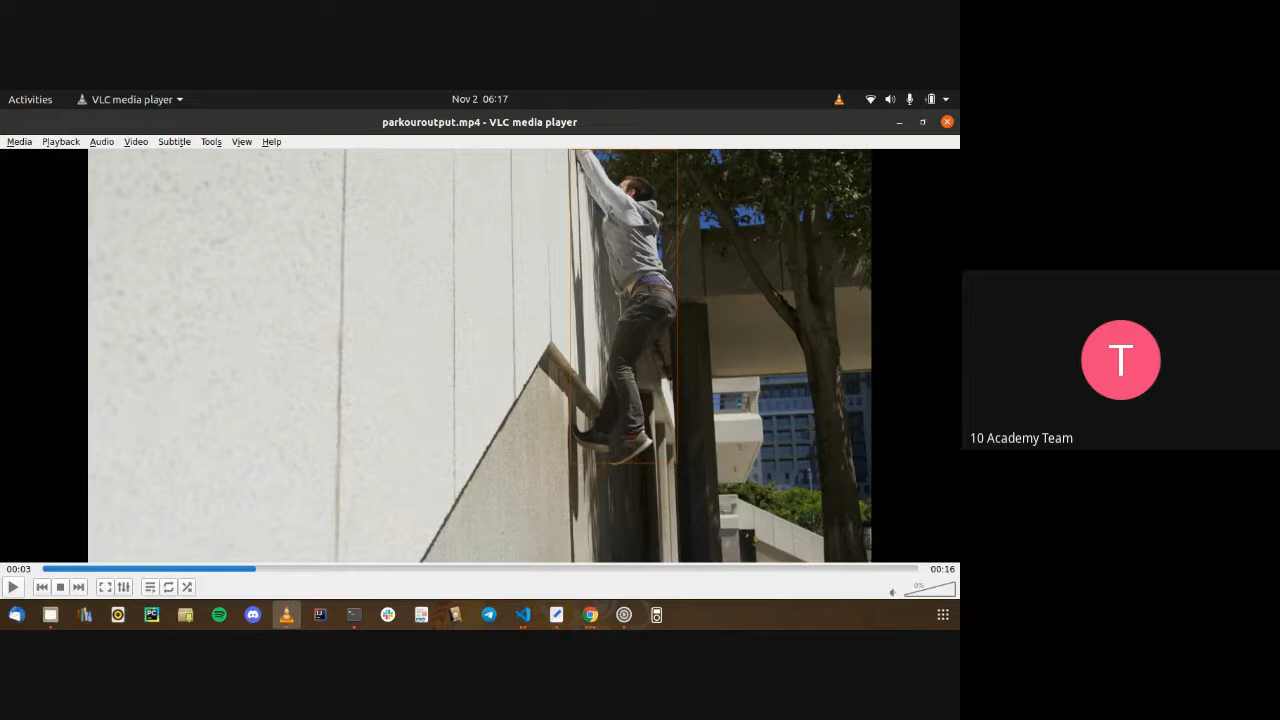 Activities VLC media player Nov 2 06:17
parkouroutput.mp4 - VLC media player
Media Playback Audio Video Subtitle Tools View Help
T
10 Academy Team
00:03 00:16
0%